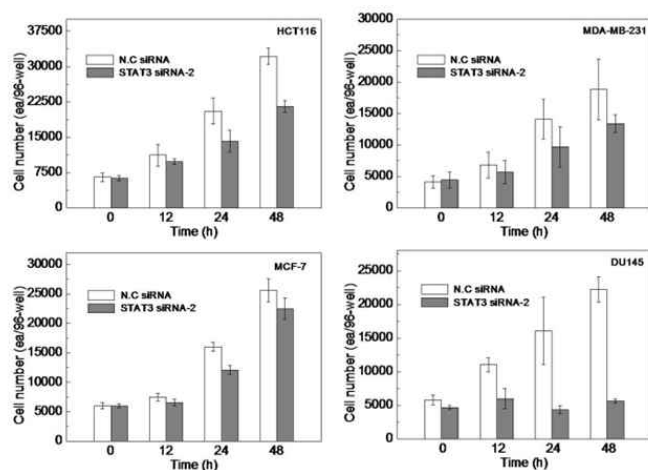 HCT116
N.C siRNA
STAT3 siRNA-2
Cell number (ea/96-well)
37500
30000
22500
15000
7500
0
0 12 24 48
Time (h)
MDA-MB-231
N.C siRNA
STAT3 siRNA-2
Cell number (ea/96-well)
30000
25000
20000
15000
10000
5000
0
0 12 24 48
Time (h)
MCF-7
N.C siRNA
STAT3 siRNA-2
Cell number (ea/96-well)
30000
25000
20000
15000
10000
5000
0
0 12 24 48
Time (h)
DU145
N.C siRNA
STAT3 siRNA-2
Cell number (ea/96-well)
25000
20000
15000
10000
5000
0
0 12 24 48
Time (h)